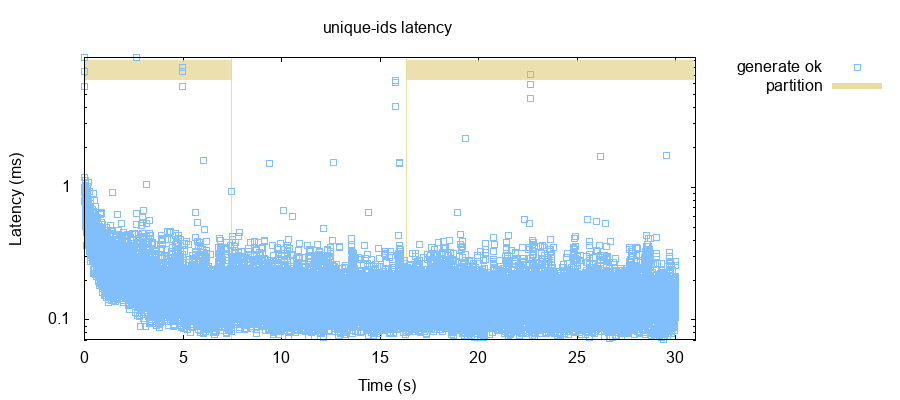 unique-ids latency
generate ok
partition
Latency (ms)
1
0.1
0 5 10 15 20 25 30
Time (s)